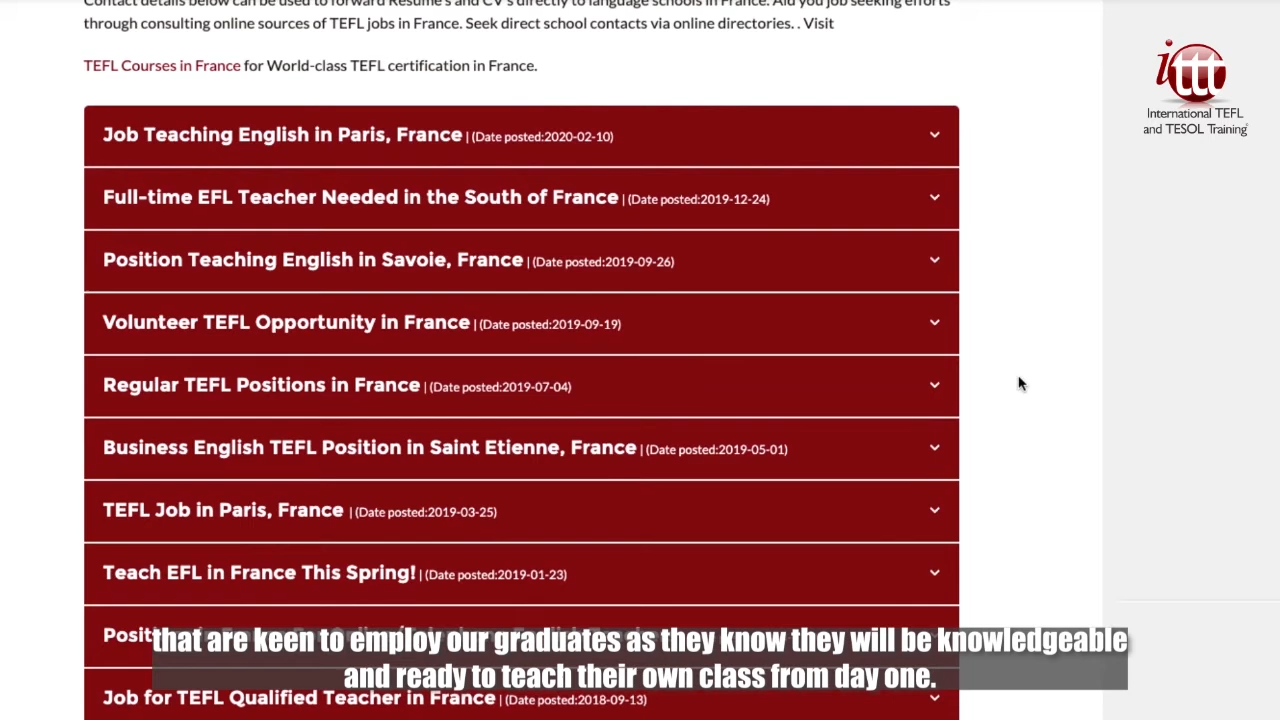 Contact details below can be used to forward Resume's and CV's directly to language schools in France. Aid you job seeking efforts
through consulting online sources of TEFL jobs in France. Seek direct school contacts via online directories. . Visit
TEFL Courses in France for World-class TEFL certification in France.
ittt
International TEFL
and TESOL Training
Job Teaching English in Paris, France | (Date posted:2020-02-10)
Full-time EFL Teacher Needed in the South of France | (Date posted:2019-12-24)
Position Teaching English in Savoie, France | (Date posted:2019-09-26)
Volunteer TEFL Opportunity in France | (Date posted:2019-09-19)
Regular TEFL Positions in France | (Date posted:2019-07-04)
Business English TEFL Position in Saint Etienne, France | (Date posted:2019-05-01)
TEFL Job in Paris, France | (Date posted:2019-03-25)
Teach EFL in France This Spring! | (Date posted:2019-01-23)
that are keen to employ our graduates as they know they will be knowledgeable
and ready to teach their own class from day one.
Job for TEFL Qualified Teacher in France | (Date posted:2018-09-13)